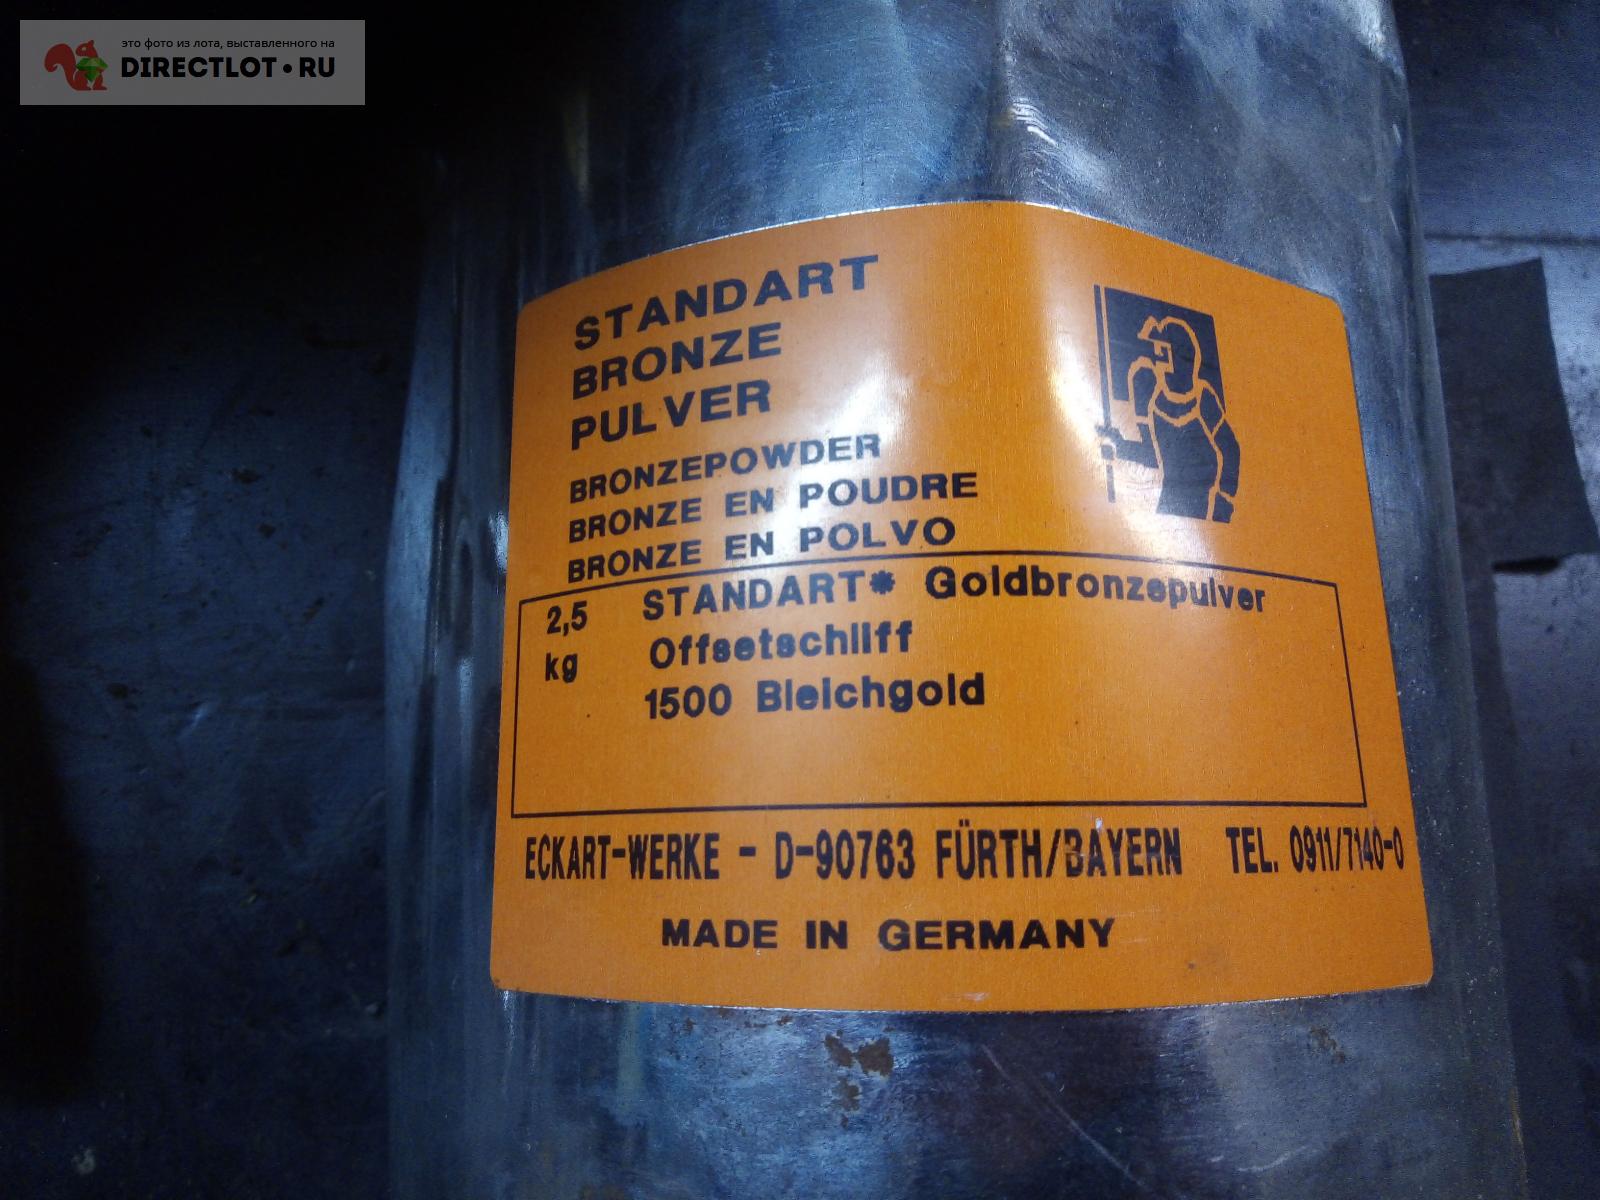 это фото из лота, выставленного на
DIRECTLOT•RU
STANDART
BRONZE
PULVER
BRONZEPOWDER
BRONZE EN POUDRE
BRONZE EN POLVO
2,5 STANDART* Goldbronzepulver
kg Offsetschliff
1500 Bleichgold
ECKART-WERKE - D-90763 FÜRTH/BAYERN TEL. 0911/7140-0
MADE IN GERMANY